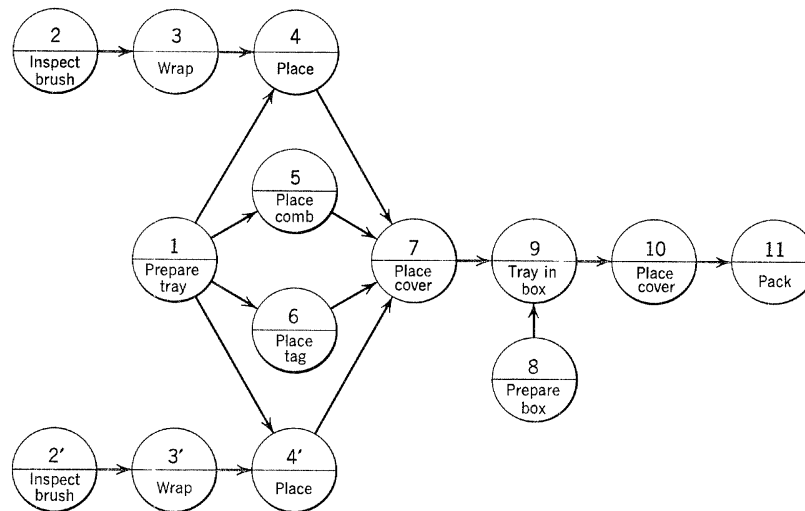 2
Inspect
brush
3
Wrap
4
Place
5
Place
comb
1
Prepare
tray
6
Place
tag
7
Place
cover
9
Tray in
box
10
Place
cover
11
Pack
8
Prepare
box
2′
Inspect
brush
3′
Wrap
4′
Place